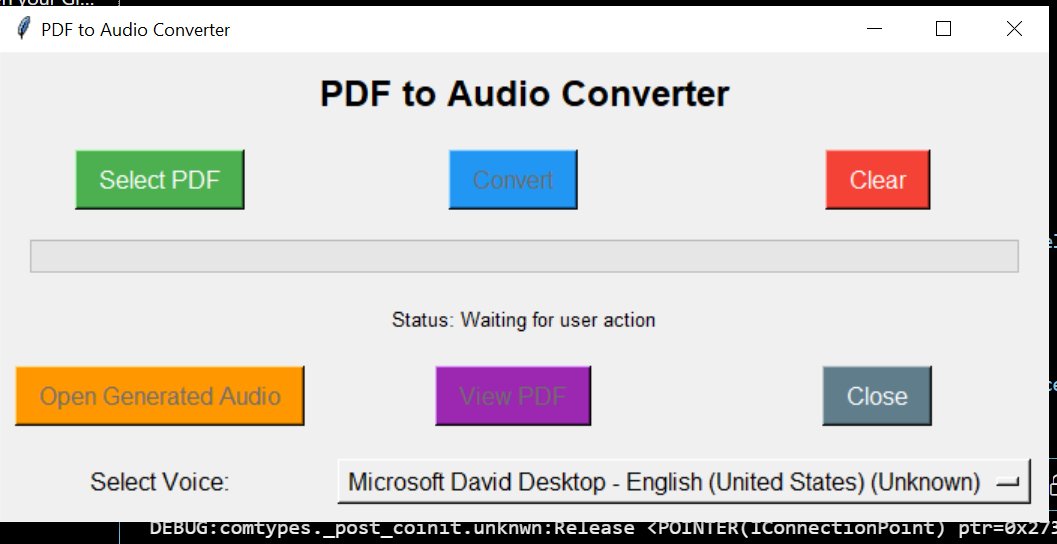 PDF to Audio Converter
PDF to Audio Converter
Select PDF
Convert
Clear
Status: Waiting for user action
Open Generated Audio
View PDF
Close
Select Voice:
Microsoft David Desktop - English (United States) (Unknown)
DEBUG:comtypes._post_coinit.unknwn:Release <POINTER(IConnectionPoint) ptr=0x273